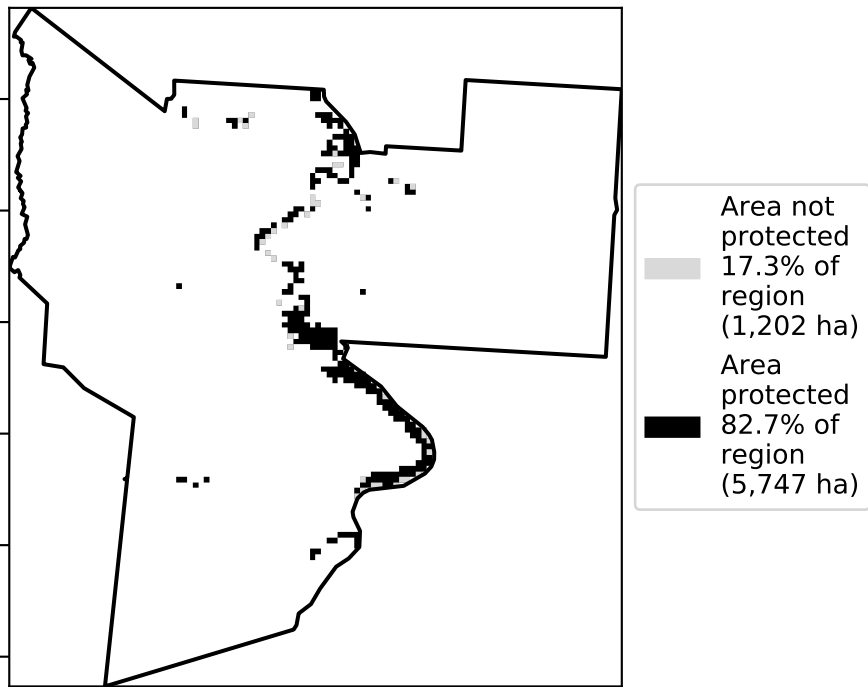 Area not
protected
17.3% of
region
(1,202 ha)
Area
protected
82.7% of
region
(5,747 ha)